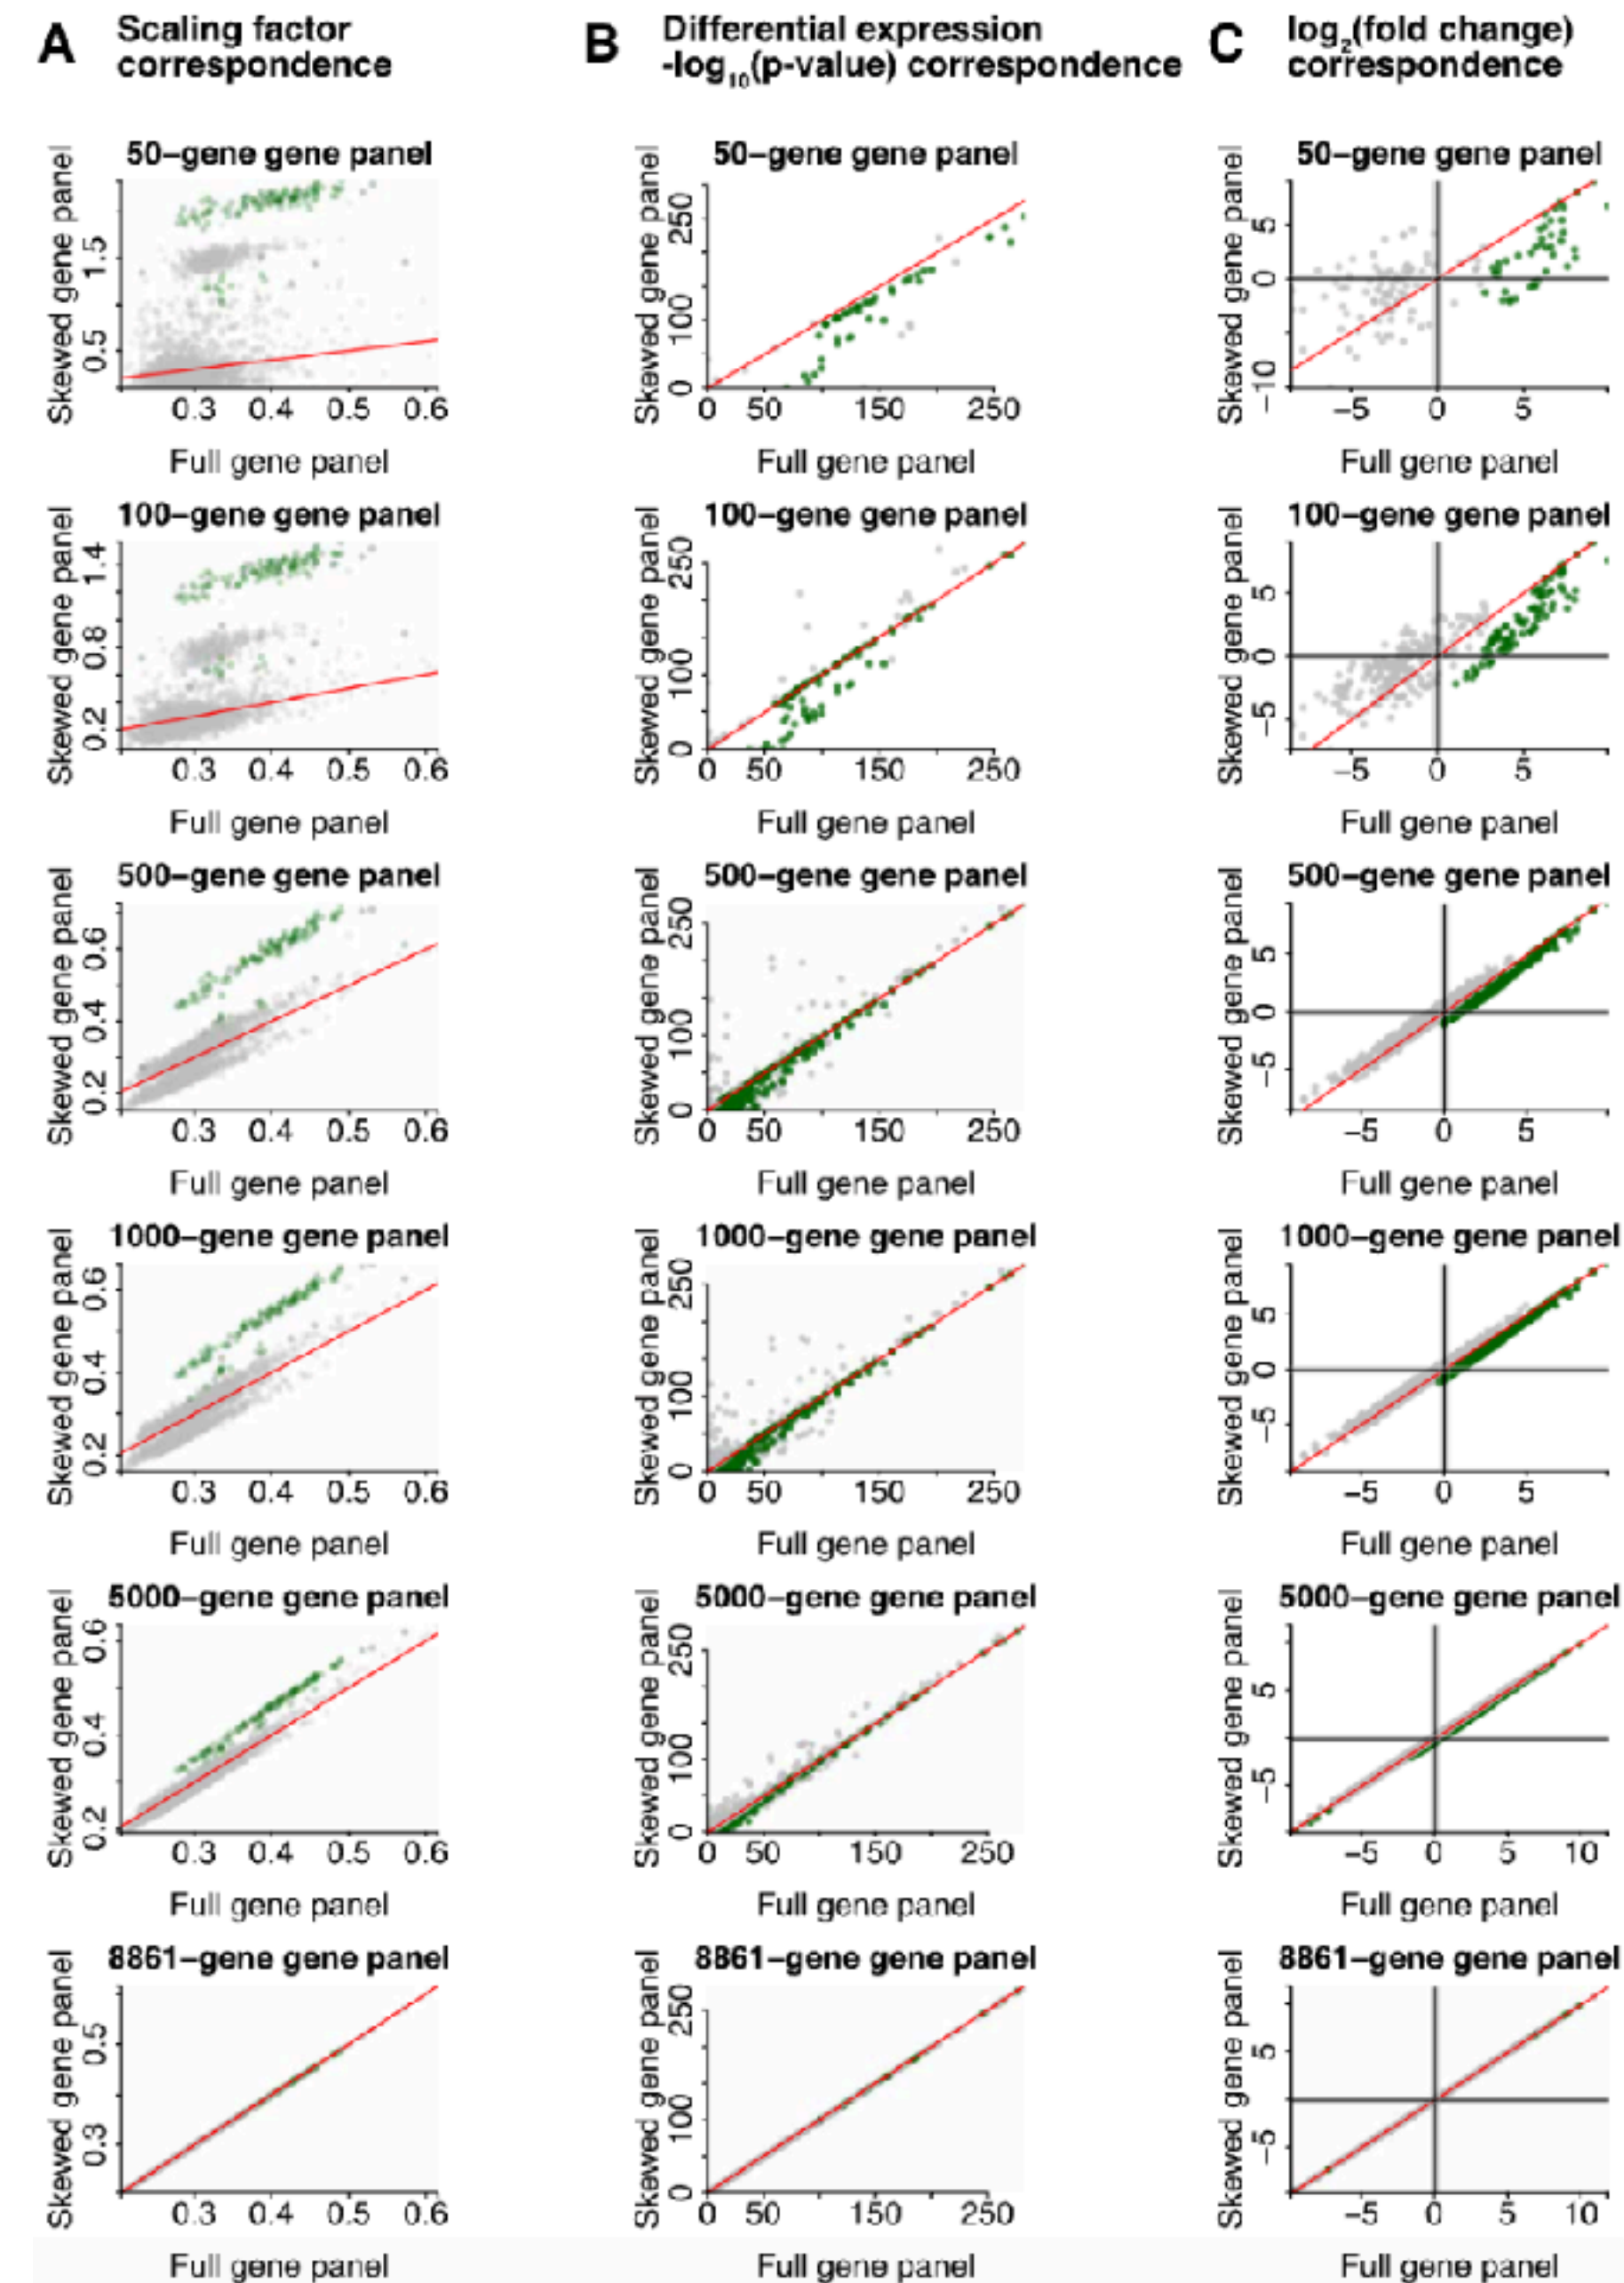 A Scaling factor
correspondence
B Differential expression
-log10(p-value) correspondence
C log2(fold change)
correspondence
50−gene gene panel
Skewed gene panel
0.5 1.5
0.3 0.4 0.5 0.6
Full gene panel
50−gene gene panel
Skewed gene panel
0 100 250
0 50 150 250
Full gene panel
50−gene gene panel
Skewed gene panel
−10 0 5
−5 0 5
Full gene panel
100−gene gene panel
Skewed gene panel
0.2 0.8 1.4
0.3 0.4 0.5 0.6
Full gene panel
100−gene gene panel
Skewed gene panel
0 100 250
0 50 150 250
Full gene panel
100−gene gene panel
Skewed gene panel
−5 0 5
−5 0 5
Full gene panel
500−gene gene panel
Skewed gene panel
0.2 0.4 0.6
0.3 0.4 0.5 0.6
Full gene panel
500−gene gene panel
Skewed gene panel
0 100 250
0 50 150 250
Full gene panel
500−gene gene panel
Skewed gene panel
−5 0 5
−5 0 5
Full gene panel
1000−gene gene panel
Skewed gene panel
0.2 0.4 0.6
0.3 0.4 0.5 0.6
Full gene panel
1000−gene gene panel
Skewed gene panel
0 100 250
0 50 150 250
Full gene panel
1000−gene gene panel
Skewed gene panel
−5 0 5
−5 0 5
Full gene panel
5000−gene gene panel
Skewed gene panel
0.2 0.4 0.6
0.3 0.4 0.5 0.6
Full gene panel
5000−gene gene panel
Skewed gene panel
0 100 250
0 50 150 250
Full gene panel
5000−gene gene panel
Skewed gene panel
−5 5
−5 0 5 10
Full gene panel
8861−gene gene panel
Skewed gene panel
0.3 0.5
0.3 0.4 0.5 0.6
Full gene panel
8861−gene gene panel
Skewed gene panel
0 100 250
0 50 150 250
Full gene panel
8861−gene gene panel
Skewed gene panel
−5 5
−5 0 5 10
Full gene panel